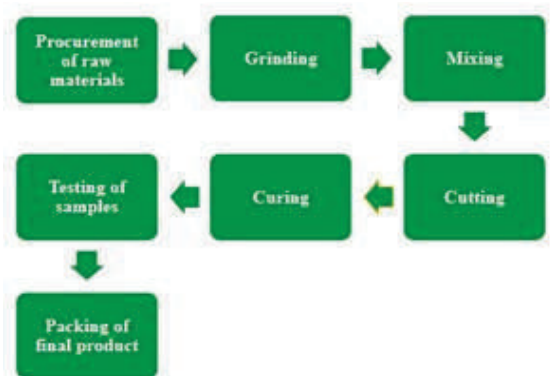 Procurement
of raw
materials
Grinding
Mixing
Cutting
Curing
Testing of
samples
Packing of
final product